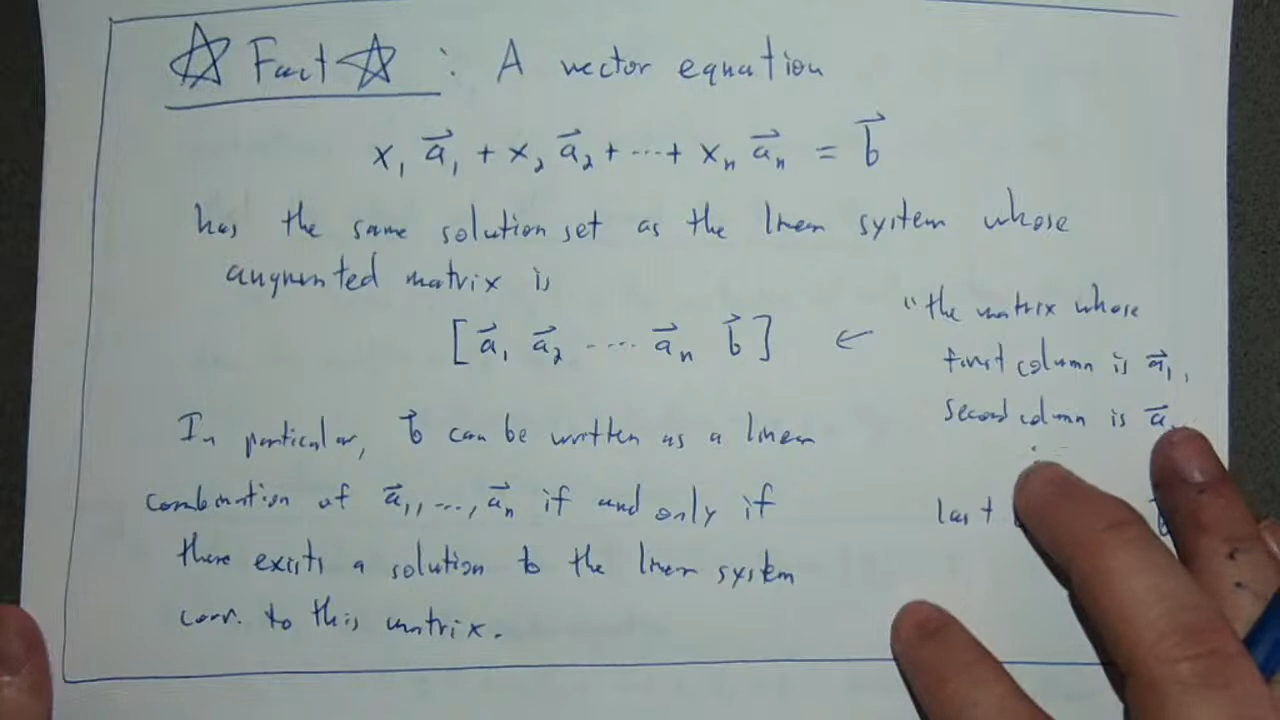 ☆ Fact ☆ : A vector equation
x₁ a⃗₁ + x₂ a⃗₂ + ---- + xₙ a⃗ₙ = b⃗
has the same solution set as the linear system whose
augmented matrix is
[a⃗₁ a⃗₂ ----- a⃗ₙ b⃗] ←
"the matrix whose
first column is a⃗₁,
second column is a⃗
last
In particular, b⃗ can be written as a linear
combination of a⃗₁, ..., a⃗ₙ if and only if
there exists a solution to the linear system
corr. to this matrix.